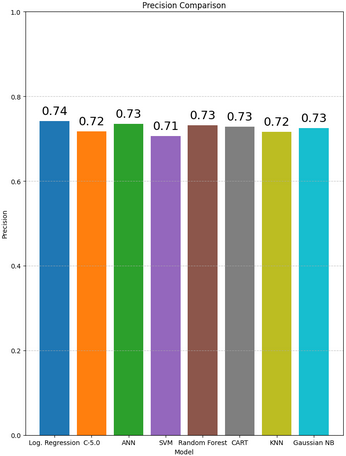 Precision Comparison
1.0
0.8
0.6
0.4
0.2
0.0
Precision
0.74 0.72 0.73 0.71 0.73 0.73 0.72 0.73
Log. Regression C-5.0 ANN SVM Random Forest CART KNN Gaussian NB
Model